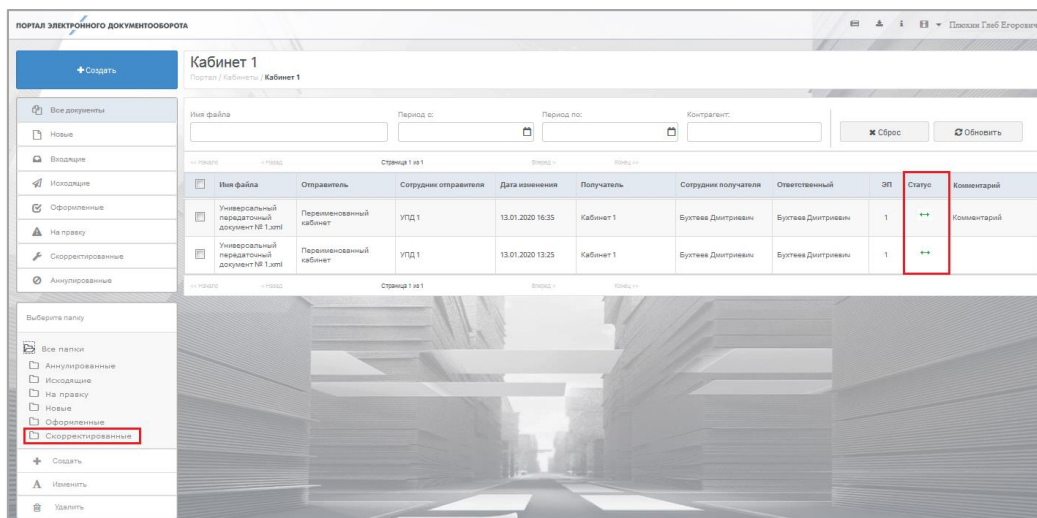 ПОРТАЛ ЭЛЕКТРОННОГО ДОКУМЕНТООБОРОТА
Плюхин Глеб Егорович
+ Создать
Кабинет 1
Портал / Кабинеты / Кабинет 1
Все документы
Новые
Входящие
Исходящие
Оформленные
На правку
Скорректированные
Аннулированные
Имя файла
Период с:
Период по:
Контрагент:
× Сброс
Обновить
<< Начало < Назад Страница 1 из 1 Вперед > Конец >>
Имя файла Отправитель Сотрудник отправителя Дата изменения Получатель Сотрудник получателя Ответственный ЭП Статус Комментарий
Универсальный передаточный документ № 1.xml Переименованный кабинет УПД 1 13.01.2020 16:35 Кабинет 1 Бухтеев Дмитриевич Бухтеев Дмитриевич 1 ↔ Комментарий
Универсальный передаточный документ № 1.xml Переименованный кабинет УПД 1 13.01.2020 13:25 Кабинет 1 Бухтеев Дмитриевич Бухтеев Дмитриевич 1 ↔
<< Начало < Назад Страница 1 из 1 Вперед > Конец >>
Выберите папку
Все папки
Аннулированные
Исходящие
На правку
Новые
Оформленные
Скорректированные
+ Создать
A Изменить
Удалить